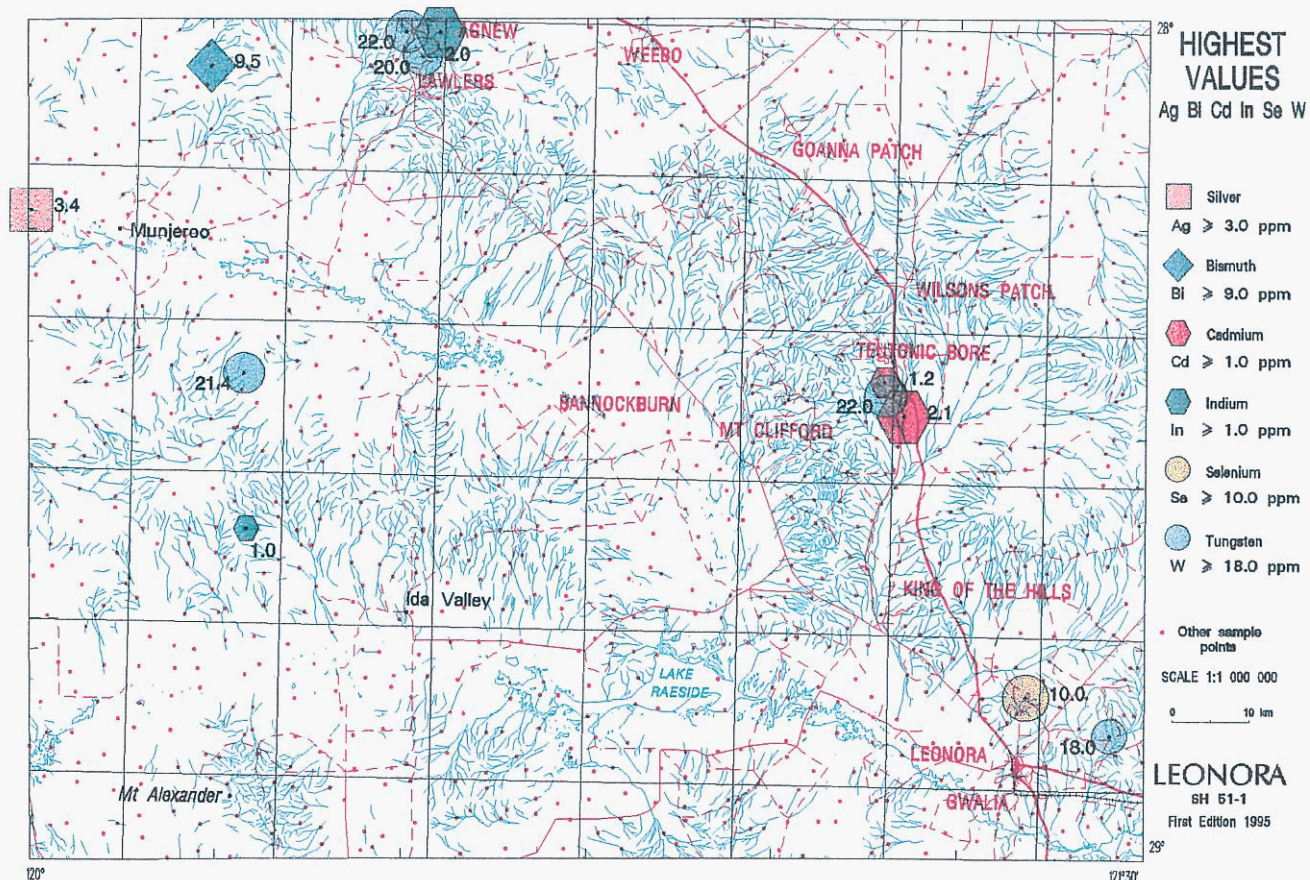 28°
HIGHEST
VALUES
Ag Bi Cd In Se W
AGNEW
22.0
2.0
20.0
LAWLERS
WEEBO
9.5
GOANNA PATCH
3.4
Munjeroo
WILSONS PATCH
TEUTONIC BORE
21.4
1.2
22.0
2.1
BANNOCKBURN
MT CLIFFORD
1.0
KING OF THE HILLS
Ida Valley
LAKE
RAESIDE
10.0
18.0
LEONORA
GWALIA
Mt Alexander
29°
120°
121°30'
Silver
Ag ⩾ 3.0 ppm
Bismuth
Bi ⩾ 9.0 ppm
Cadmium
Cd ⩾ 1.0 ppm
Indium
In ⩾ 1.0 ppm
Selenium
Se ⩾ 10.0 ppm
Tungsten
W ⩾ 18.0 ppm
Other sample
points
SCALE 1:1 000 000
0 10 km
LEONORA
SH 51-1
First Edition 1995